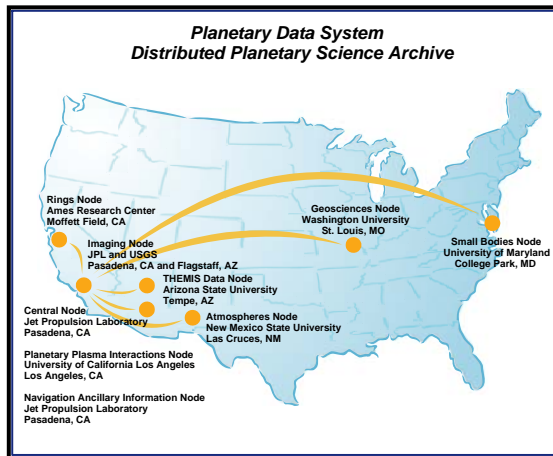 Planetary Data System
Distributed Planetary Science Archive
Rings Node
Ames Research Center
Moffett Field, CA
Imaging Node
JPL and USGS
Pasadena, CA and Flagstaff, AZ
THEMIS Data Node
Arizona State University
Tempe, AZ
Geosciences Node
Washington University
St. Louis, MO
Small Bodies Node
University of Maryland
College Park, MD
Central Node
Jet Propulsion Laboratory
Pasadena, CA
Atmospheres Node
New Mexico State University
Las Cruces, NM
Planetary Plasma Interactions Node
University of California Los Angeles
Los Angeles, CA
Navigation Ancillary Information Node
Jet Propulsion Laboratory
Pasadena, CA